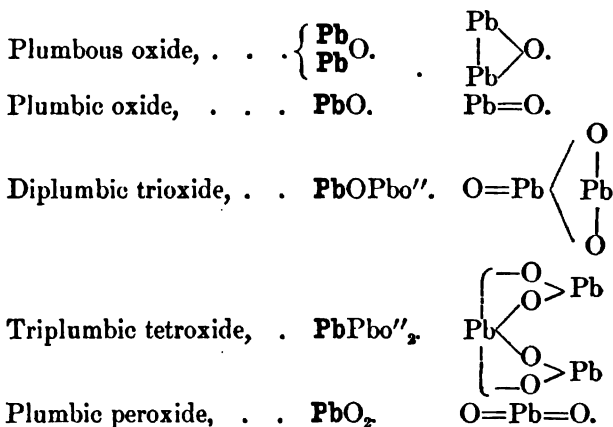 Pb
Plumbous oxide, . . . { Pb Pb O. . Pb O.
Plumbic oxide, . . . PbO. Pb=O.
Diplumbic trioxide, . . PbOPbo″. O=Pb O Pb O
Triplumbic tetroxide, . PbPbo″₂. Pb —O O >Pb O —O >Pb
Plumbic peroxide, . . PbO₂. O=Pb=O.